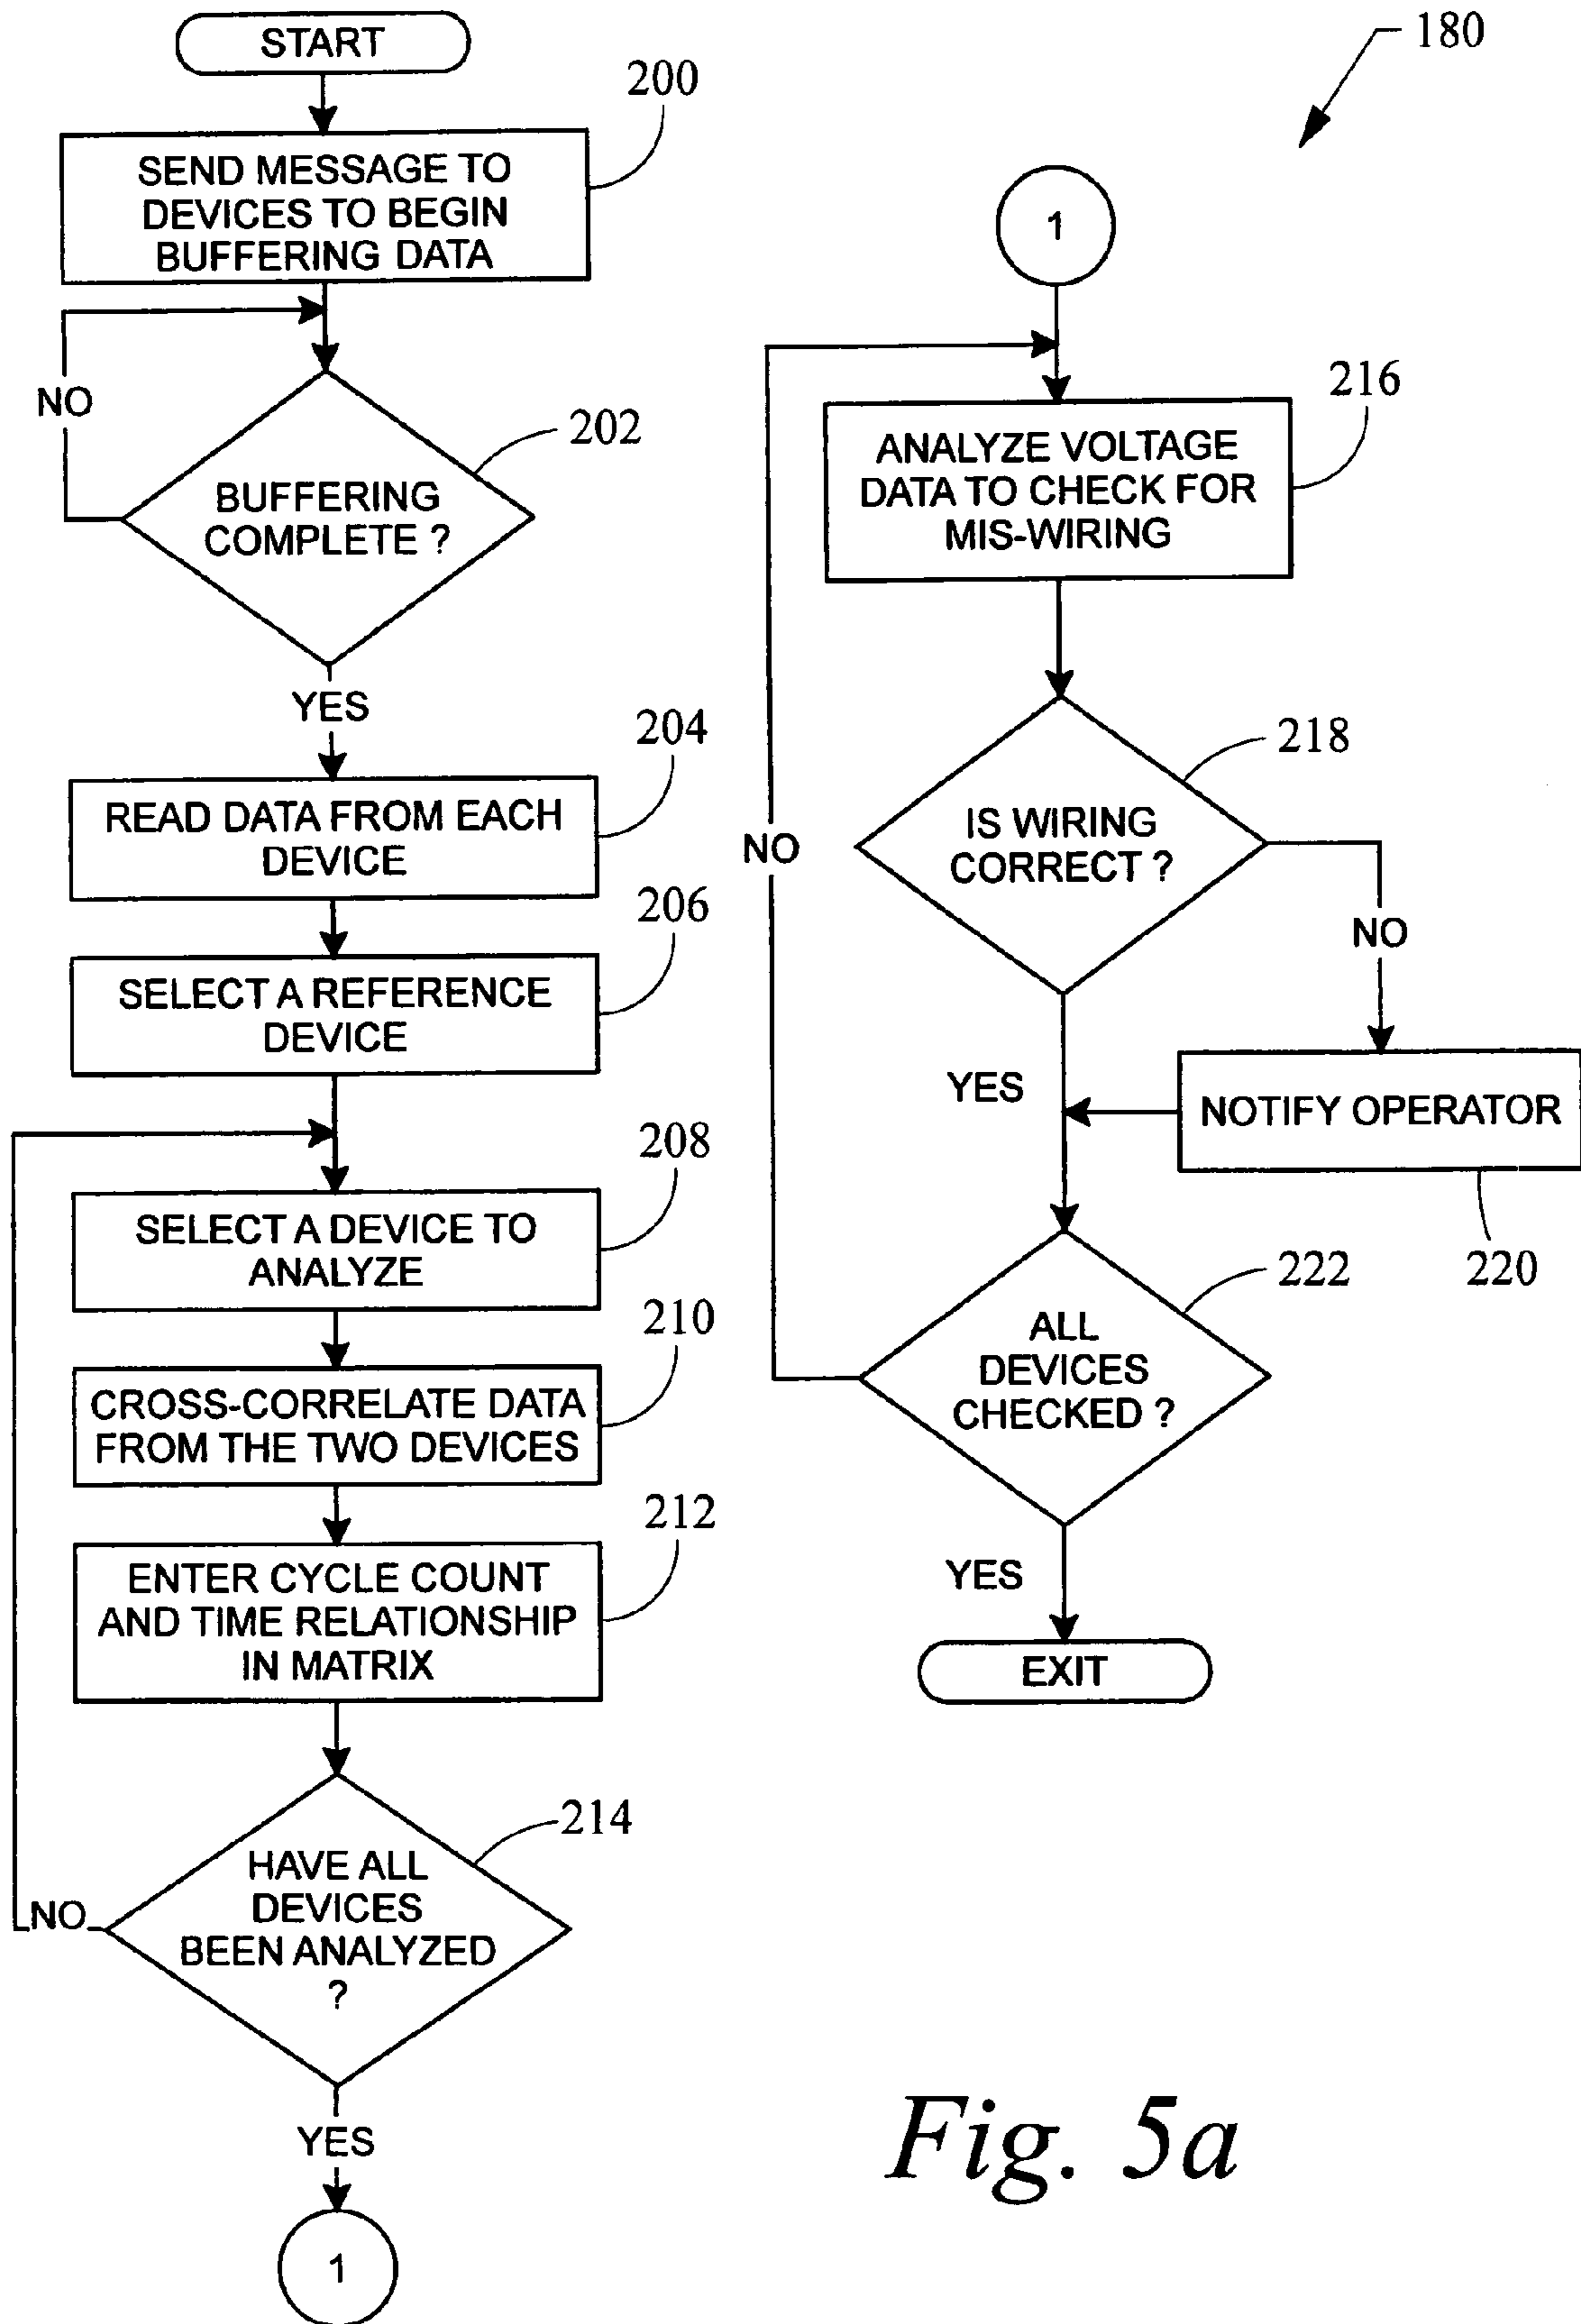 START
200
SEND MESSAGE TO
DEVICES TO BEGIN
BUFFERING DATA
NO
202
BUFFERING
COMPLETE ?
YES
204
READ DATA FROM EACH
DEVICE
206
SELECT A REFERENCE
DEVICE
208
SELECT A DEVICE TO
ANALYZE
210
CROSS-CORRELATE DATA
FROM THE TWO DEVICES
212
ENTER CYCLE COUNT
AND TIME RELATIONSHIP
IN MATRIX
214
HAVE ALL
DEVICES
BEEN ANALYZED
?
NO
YES
1
180
1
216
ANALYZE VOLTAGE
DATA TO CHECK FOR
MIS-WIRING
218
IS WIRING
CORRECT ?
NO
NO
YES
NOTIFY OPERATOR
220
222
ALL
DEVICES
CHECKED ?
YES
EXIT
Fig. 5a